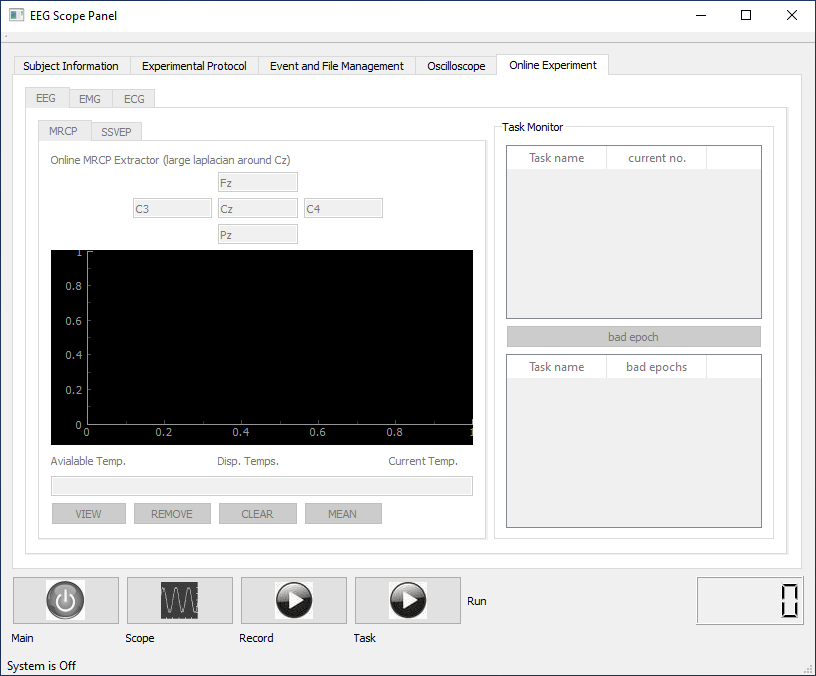 EEG Scope Panel
Subject Information Experimental Protocol Event and File Management Oscilloscope Online Experiment
EEG EMG ECG
MRCP SSVEP
Online MRCP Extractor (large laplacian around Cz)
Fz
C3 Cz C4
Pz
1
0.8
0.6
0.4
0.2
0
0 0.2 0.4 0.6 0.8 1
Avialable Temp. Disp. Temps. Current Temp.
VIEW REMOVE CLEAR MEAN
Task Monitor
Task name current no.
bad epoch
Task name bad epochs
Run
0
Main Scope Record Task
System is Off